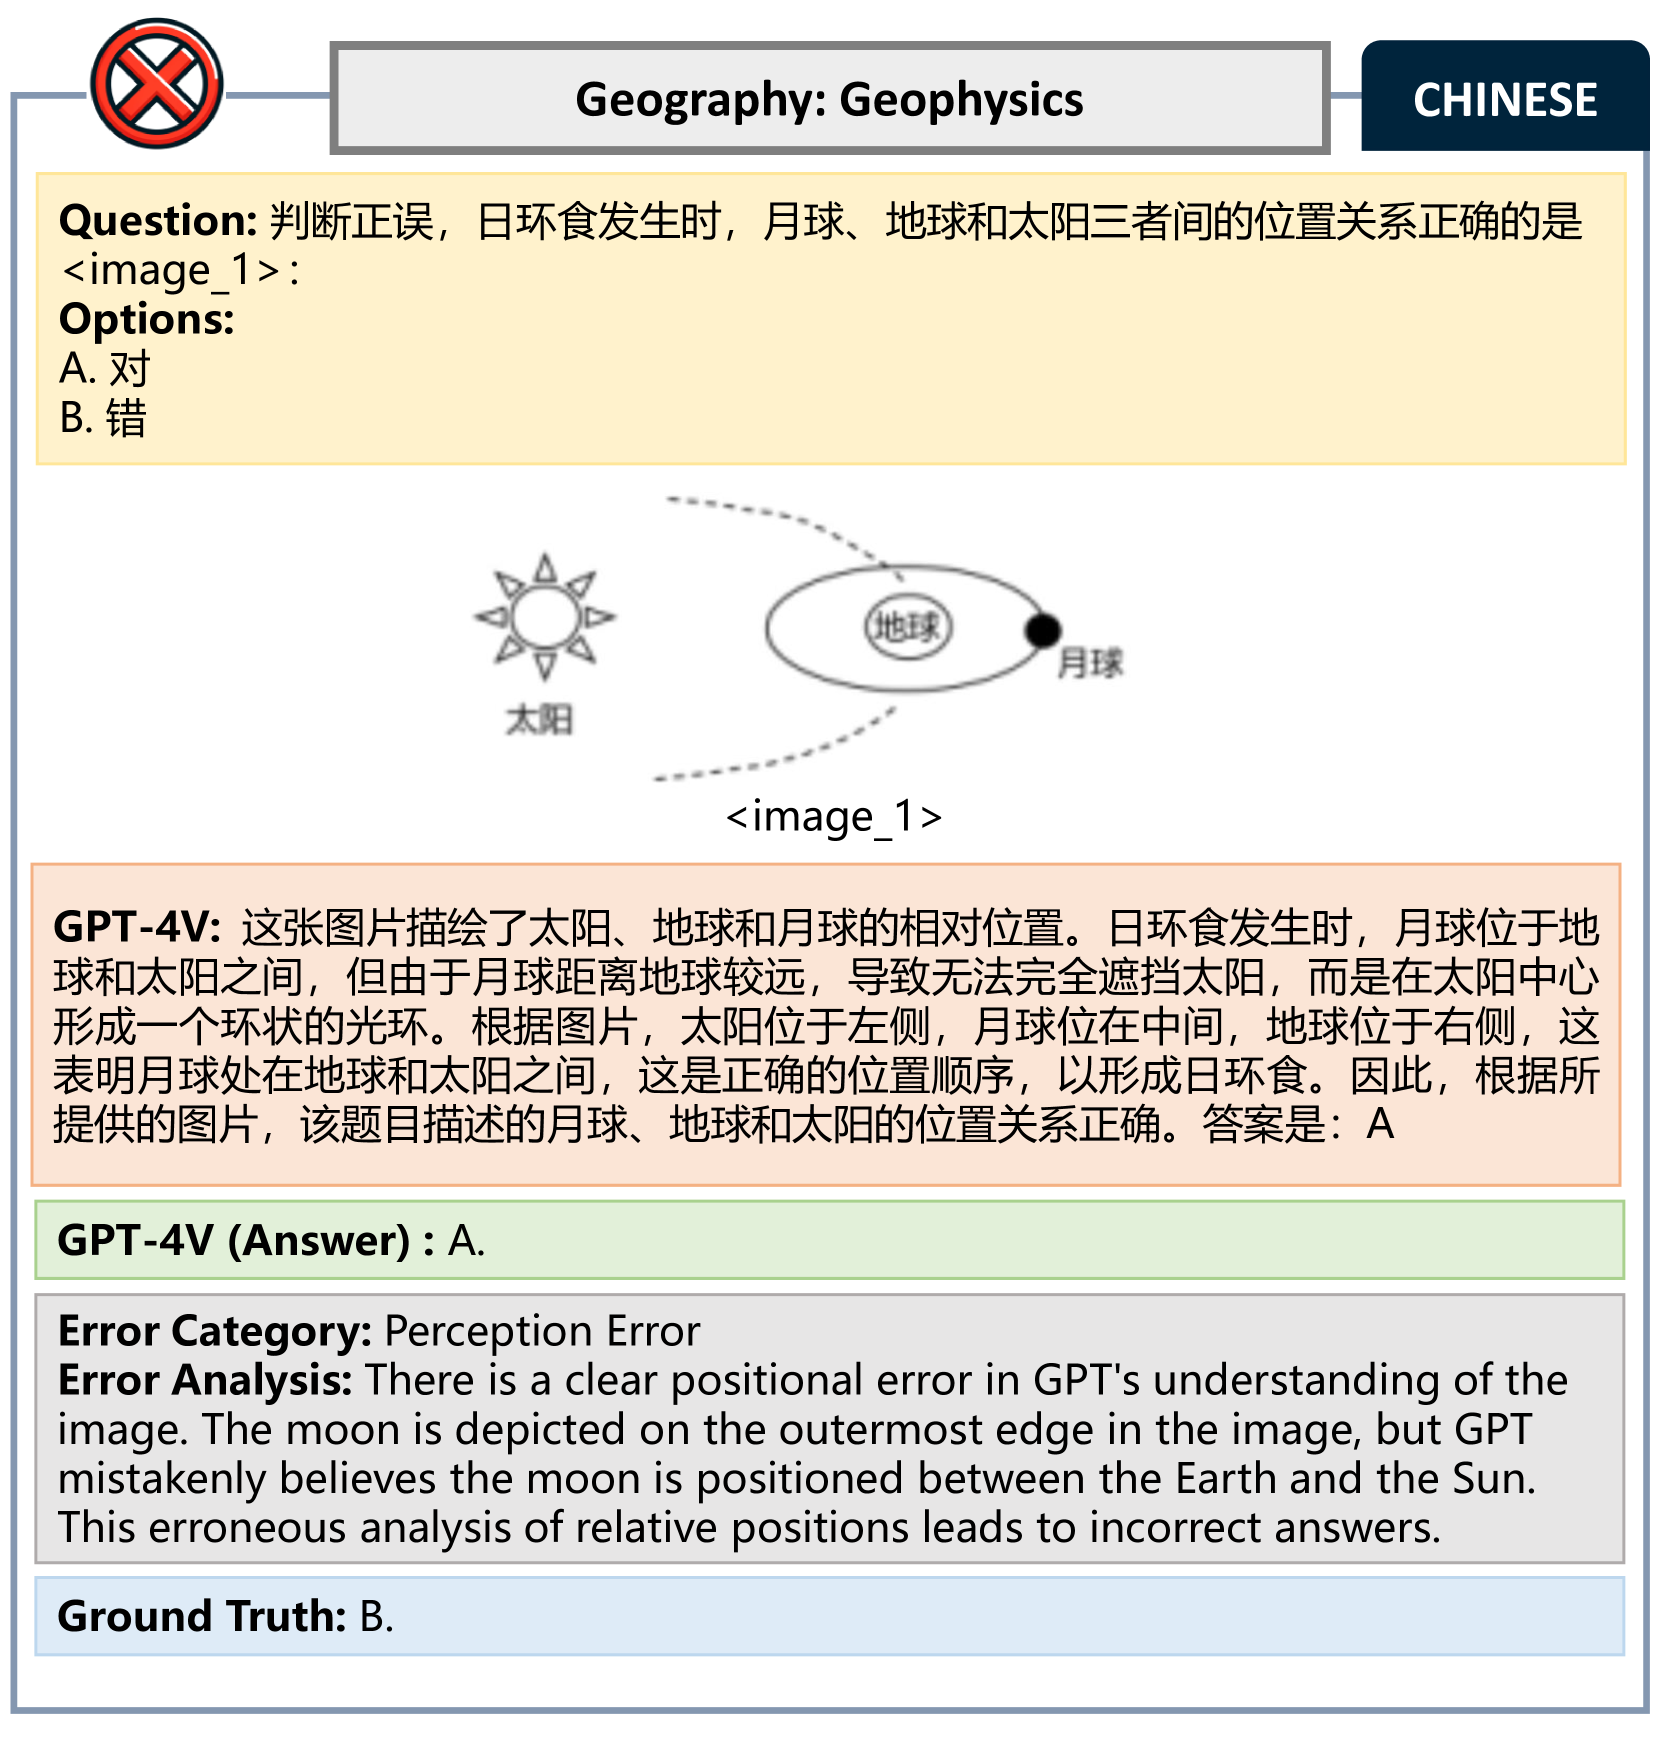 Geography: Geophysics
CHINESE
Question: 判断正误，日环食发生时，月球、地球和太阳三者间的位置关系正确的是
<image_1>:
Options:
A. 对
B. 错
地球
月球
太阳
<image_1>
GPT-4V: 这张图片描绘了太阳、地球和月球的相对位置。日环食发生时，月球位于地
球和太阳之间，但由于月球距离地球较远，导致无法完全遮挡太阳，而是在太阳中心
形成一个环状的光环。根据图片，太阳位于左侧，月球位在中间，地球位于右侧，这
表明月球处在地球和太阳之间，这是正确的位置顺序，以形成日环食。因此，根据所
提供的图片，该题目描述的月球、地球和太阳的位置关系正确。答案是：A
GPT-4V (Answer) : A.
Error Category: Perception Error
Error Analysis: There is a clear positional error in GPT's understanding of the
image. The moon is depicted on the outermost edge in the image, but GPT
mistakenly believes the moon is positioned between the Earth and the Sun.
This erroneous analysis of relative positions leads to incorrect answers.
Ground Truth: B.